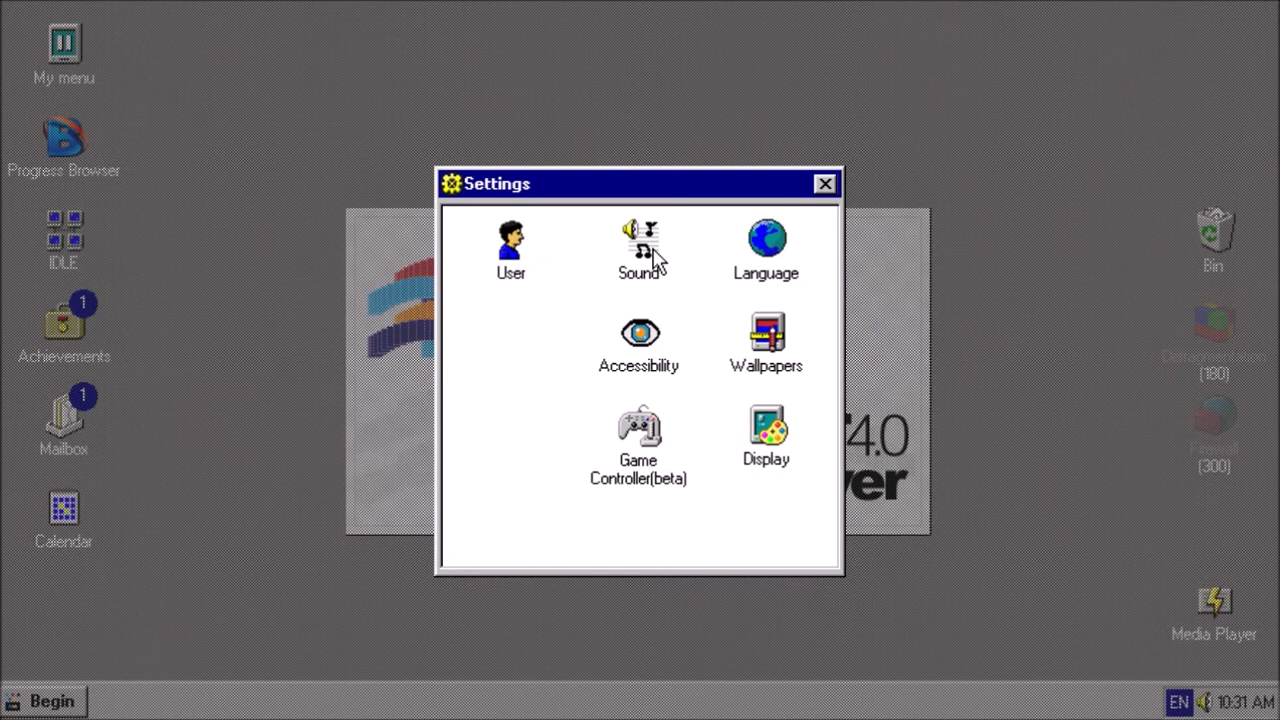 My menu
Progress Browser
IDLE
1
Achievements
1
Mailbox
Calendar
Settings
User
Sound
Language
Accessibility
Wallpapers
Game
Controller(beta)
Display
4.0
ver
Bin
(180)
(300)
Media Player
Begin
EN
10:31 AM